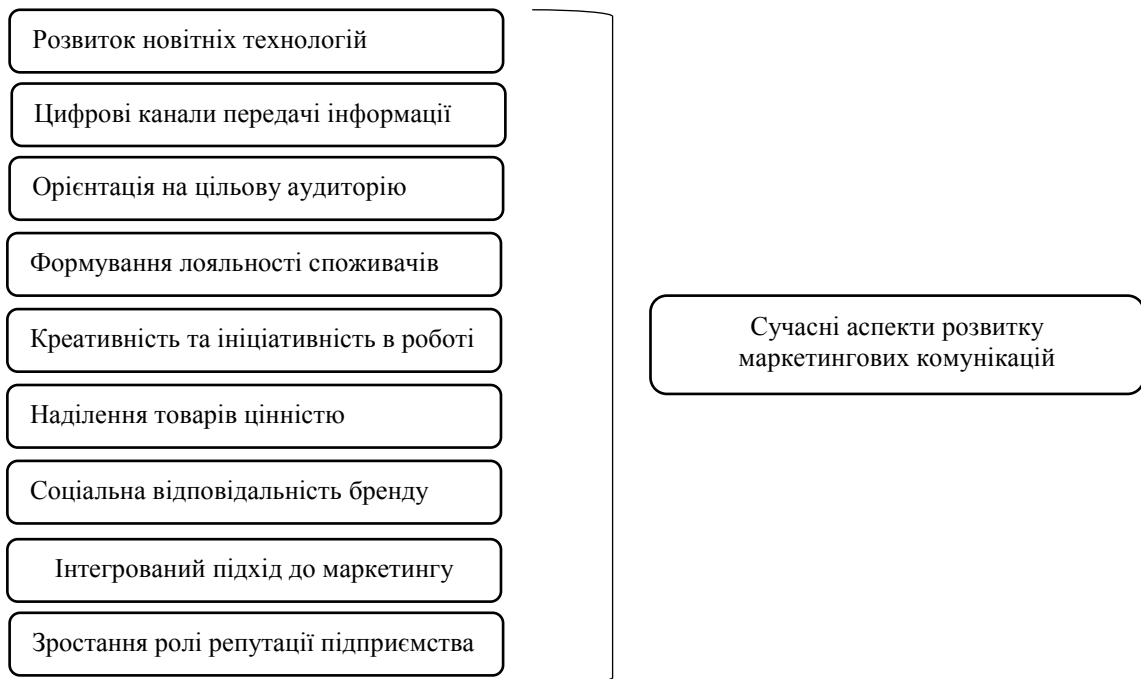 Розвиток новітніх технологій
Цифрові канали передачі інформації
Орієнтація на цільову аудиторію
Формування лояльності споживачів
Креативність та ініціативність в роботі
Наділення товарів цінністю
Соціальна відповідальність бренду
Інтегрований підхід до маркетингу
Зростання ролі репутації підприємства
Сучасні аспекти розвитку
маркетингових комунікацій